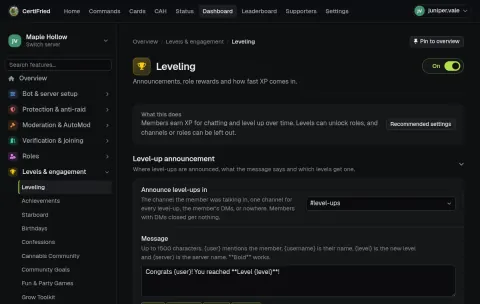 CertiFried
Home
Commands
Cards
CAH
Status
Dashboard
Leaderboard
Supporters
Settings
JV
juniper.vale
JV
Maple Hollow
Switch server
Search features...
Overview
Bot & server setup
Protection & anti-raid
Moderation & AutoMod
Verification & joining
Roles
Levels & engagement
Leveling
Achievements
Starboard
Birthdays
Confessions
Cannabis Community
Community Goals
Fun & Party Games
Grow Toolkit
Overview
Levels & engagement
Leveling
Pin to overview
Leveling
On
Announcements, role rewards and how fast XP comes in.
What this does
Members earn XP for chatting and level up over time. Levels can unlock roles, and
channels or roles can be left out.
Recommended settings
Level-up announcement
Where level-ups are announced, what the message says and which levels get one.
Announce level-ups in
The channel the member was talking in, one channel
for every level-up, the member's DMs, or nowhere. Members
with DMs closed get nothing.
#level-ups
Message
Up to 1500 characters. {user} mentions the member, {username} is their name, {level} is the new level
and {server} is the server name. **Bold** works.
Congrats {user}! You reached **Level {level}**!